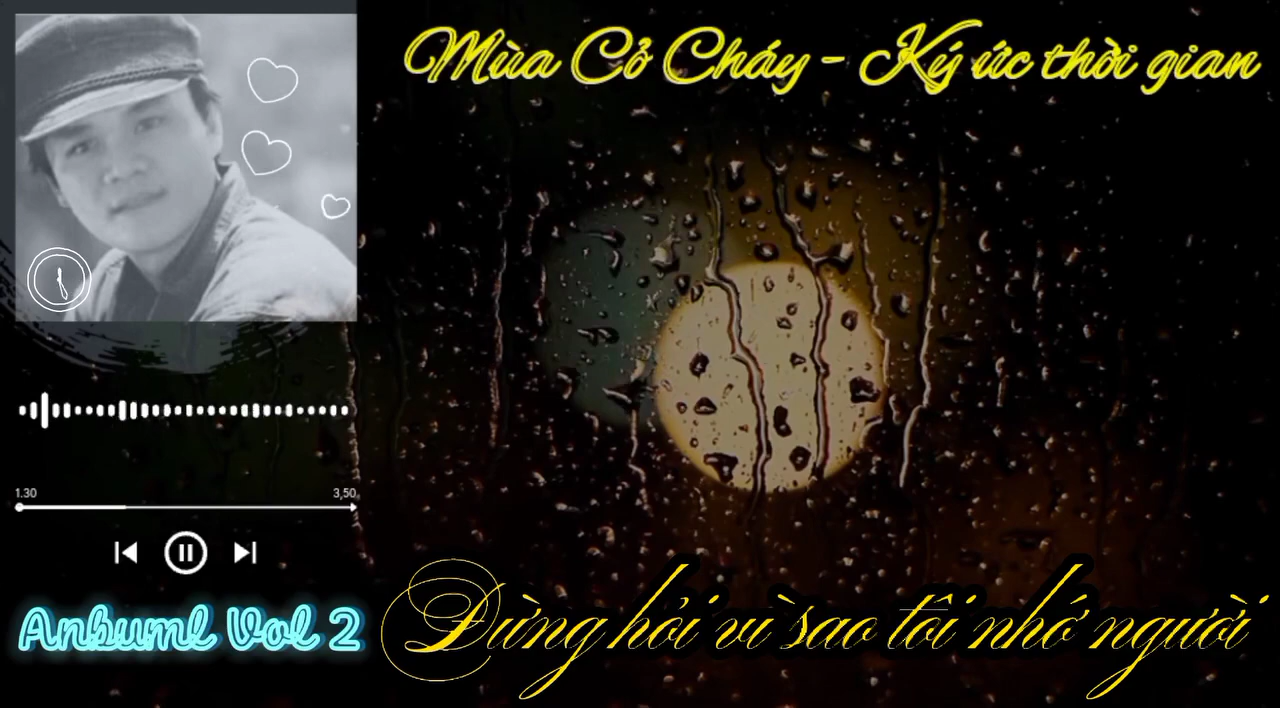 Mùa Cỏ Cháy - Ký ức thời gian
1.30 3,50
Anbuml Vol 2
Đừng hỏi vì sao tôi nhớ người